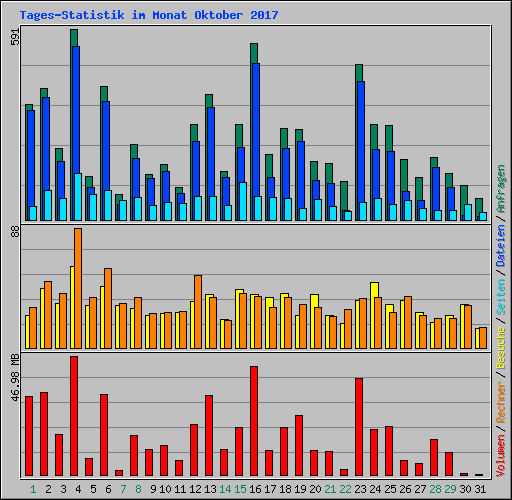 Tages-Statistik im Monat Oktober 2017
591
88
46.98 MB
Volumen / Rechner / Besuche / Seiten / Dateien / Anfragen
1 2 3 4 5 6 7 8 9 10 11 12 13 14 15 16 17 18 19 20 21 22 23 24 25 26 27 28 29 30 31